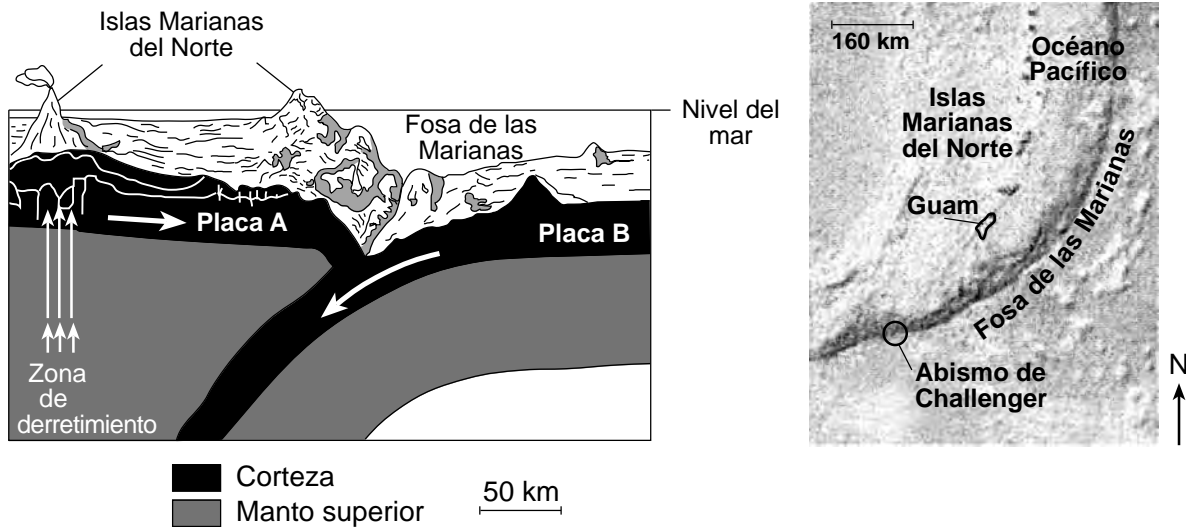 Islas Marianas
del Norte
Nivel del
mar
Fosa de las
Marianas
Placa A
Placa B
Zona
de
derretimiento
Corteza
Manto superior
50 km
160 km
Océano
Pacífico
Islas
Marianas
del Norte
Guam
Fosa de las Marianas
Abismo de
Challenger
N